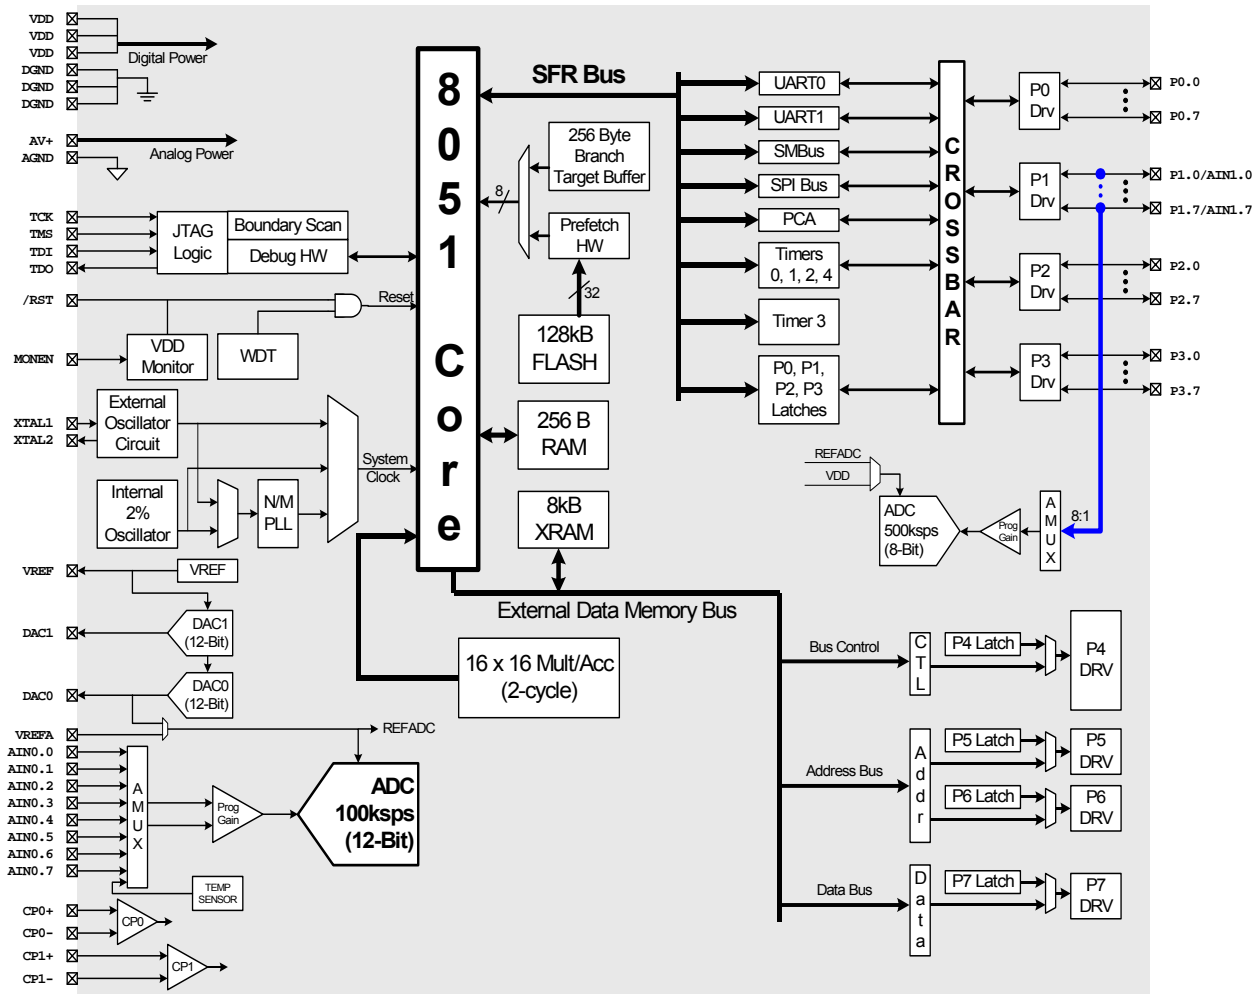 VDD
VDD
VDD
Digital Power
DGND
DGND
DGND
AV+
Analog Power
AGND
TCK
TMS
TDI
TDO
JTAG
Logic
Boundary Scan
Debug HW
/RST
Reset
MONEN
VDD
Monitor
WDT
XTAL1
XTAL2
External
Oscillator
Circuit
System
Clock
Internal
2%
Oscillator
N/M
PLL
VREF
VREF
DAC1
DAC1
(12-Bit)
DAC0
DAC0
(12-Bit)
VREFA
REFADC
AIN0.0
AIN0.1
AIN0.2
AIN0.3
AIN0.4
AIN0.5
AIN0.6
AIN0.7
AMUX
Prog
Gain
ADC
100ksps
(12-Bit)
TEMP
SENSOR
CP0+
CP0-
CP0
CP1+
CP1-
CP1
8051 Core
SFR Bus
256 Byte
Branch
Target Buffer
8
Prefetch
HW
32
128kB
FLASH
256 B
RAM
8kB
XRAM
External Data Memory Bus
16 x 16 Mult/Acc
(2-cycle)
UART0
UART1
SMBus
SPI Bus
PCA
Timers
0, 1, 2, 4
Timer 3
P0, P1,
P2, P3
Latches
CROSSBAR
P0
Drv
P0.0
P0.7
P1
Drv
P1.0/AIN1.0
P1.7/AIN1.7
P2
Drv
P2.0
P2.7
P3
Drv
P3.0
P3.7
REFADC
VDD
ADC
500ksps
(8-Bit)
Prog
Gain
AMUX
8:1
Bus Control
CTL
P4 Latch
P4
DRV
Address Bus
Addr
P5 Latch
P5
DRV
P6 Latch
P6
DRV
Data Bus
Data
P7 Latch
P7
DRV